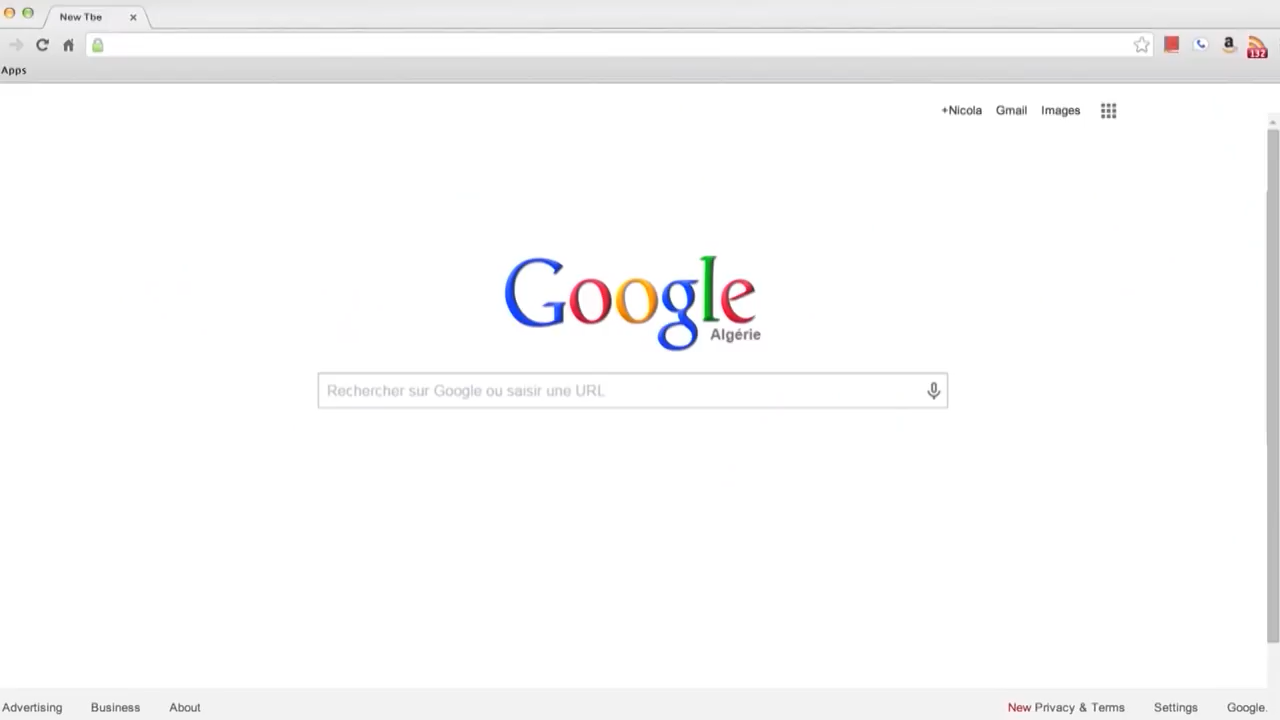 New Tbe
Apps
132
+Nicola Gmail Images
Google
Algérie
Rechercher sur Google ou saisir une URL
Advertising Business About New Privacy & Terms Settings Google.